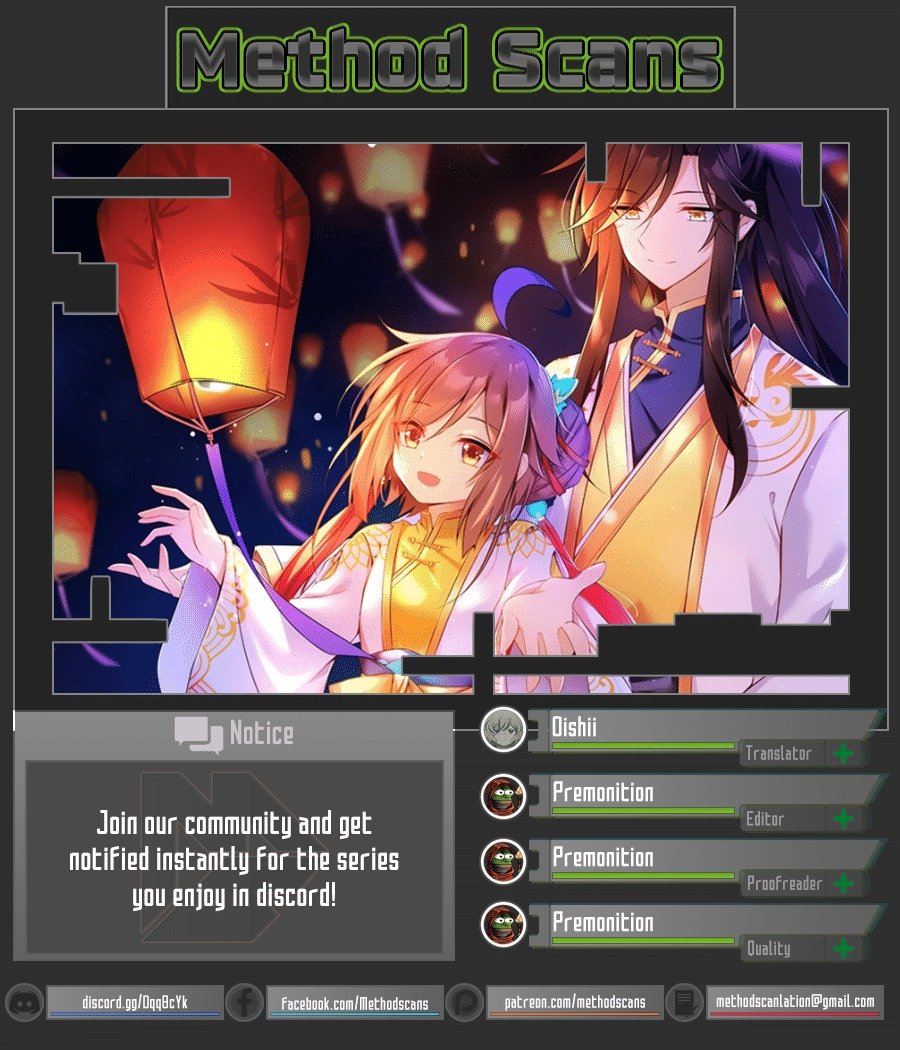 Method Scans
Notice
Join our community and get
notified instantly for the series
you enjoy in discord!
Oishii
Translator
Premonition
Editor
Premonition
Proofreader
Premonition
Quality
discord.gg/Qqq8cYk
facebook.com/Methodscans
patreon.com/methodscans
methodscanlation@gmail.com